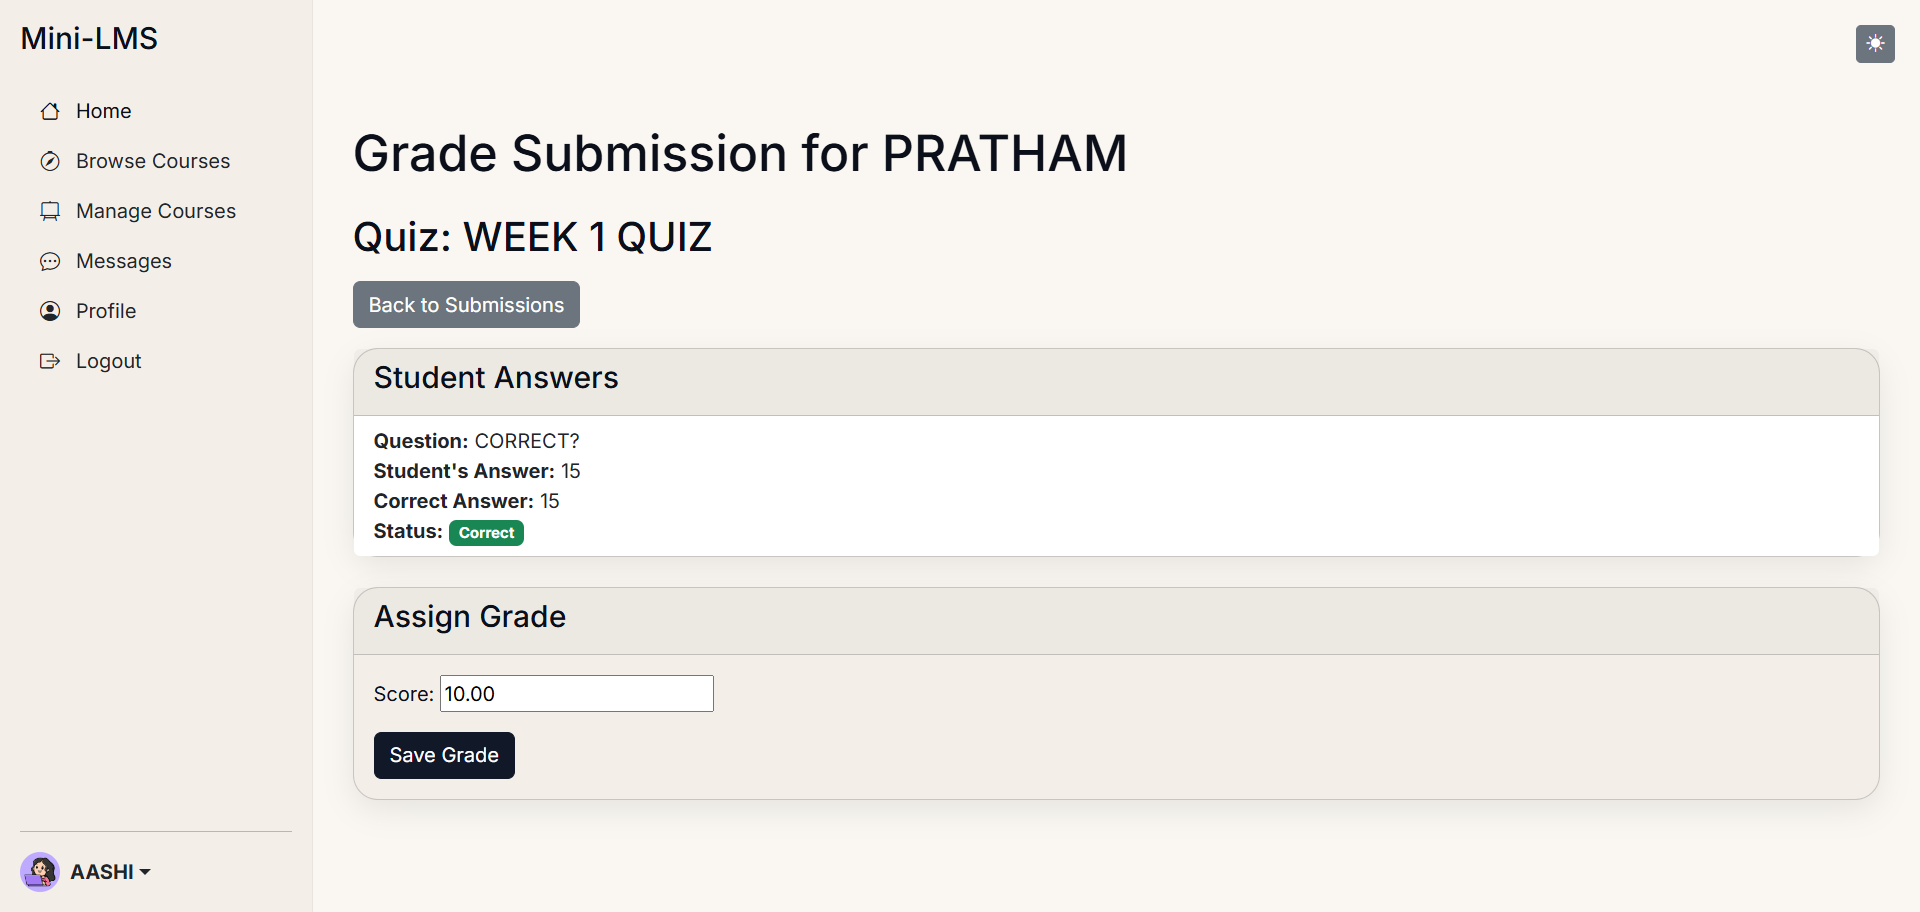 Mini-LMS
Home
Browse Courses
Manage Courses
Messages
Profile
Logout
AASHI
Grade Submission for PRATHAM
Quiz: WEEK 1 QUIZ
Back to Submissions
Student Answers
Question: CORRECT?
Student's Answer: 15
Correct Answer: 15
Status: Correct
Assign Grade
Score: 10.00
Save Grade